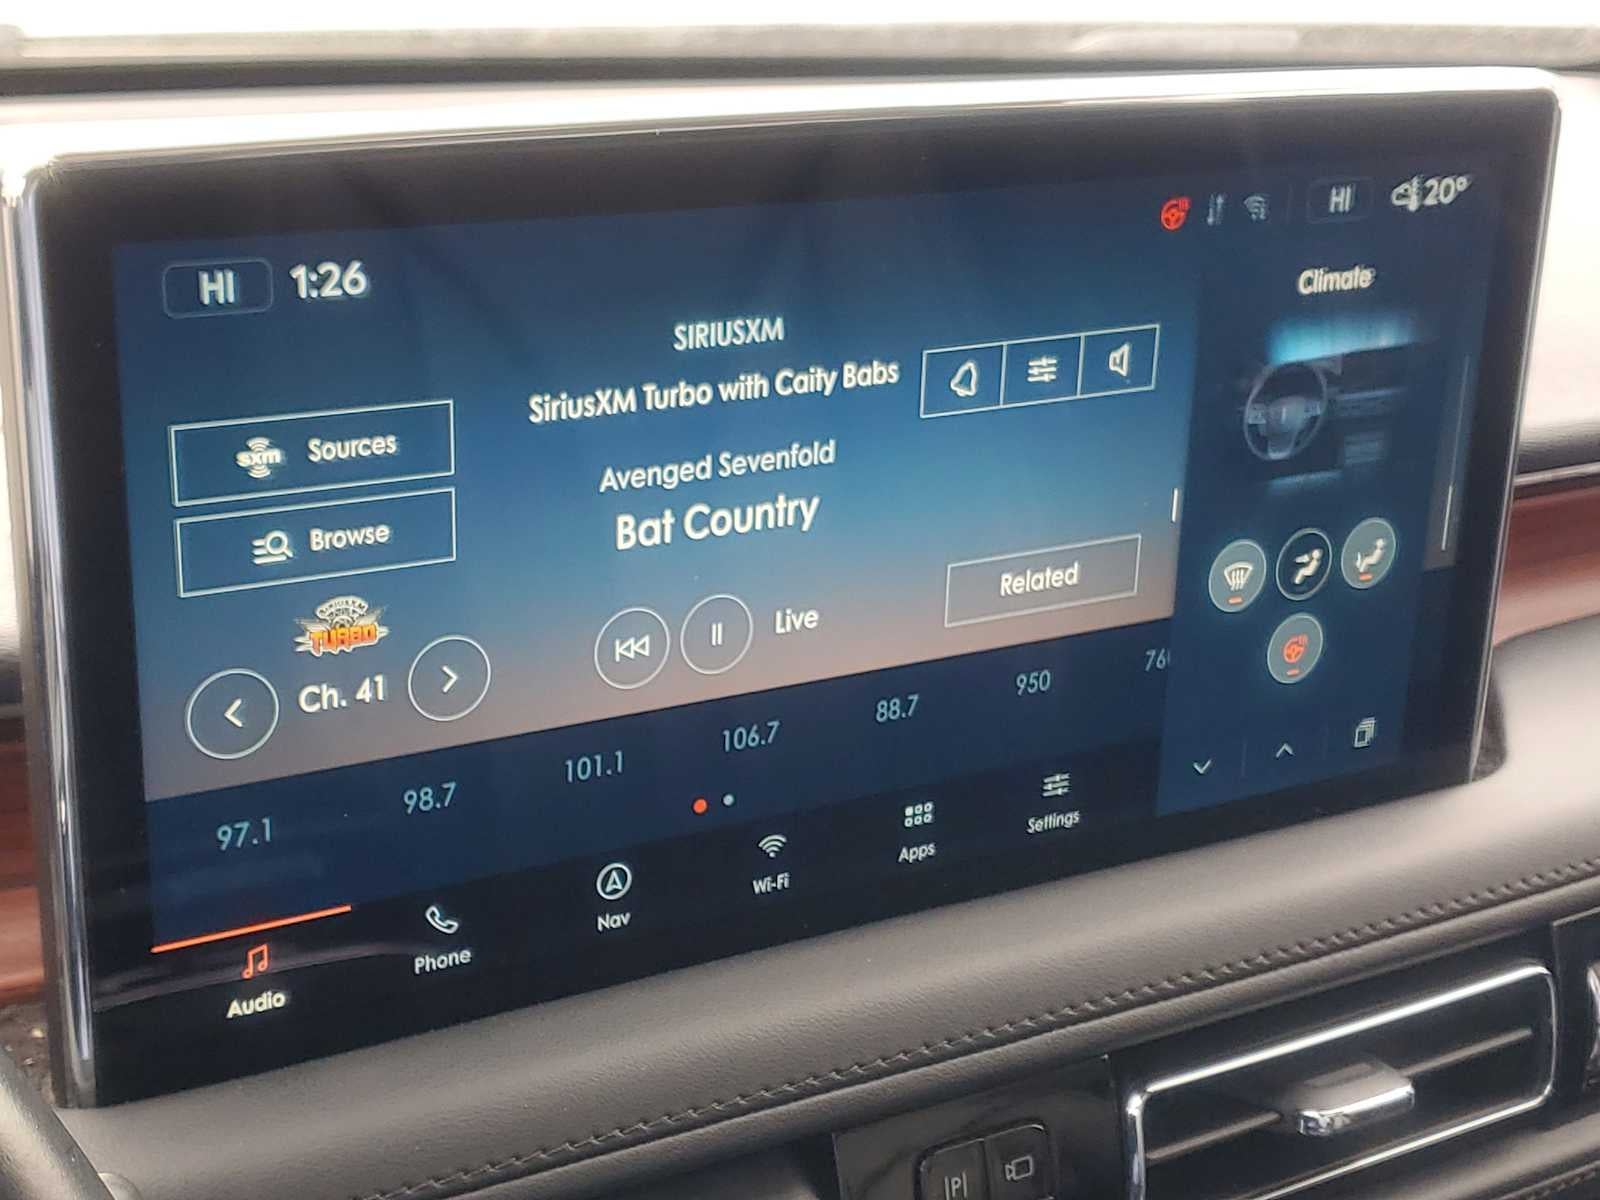 HI 1:26
HI 20°
SIRIUSXM
SiriusXM Turbo with Caity Babs
Avenged Sevenfold
Bat Country
sxm Sources
Browse
SIRIUSXM
TURBO
Ch. 41
Live
Related
Climate
97.1 98.7 101.1 106.7 88.7 950
Audio Phone Nav Wi-Fi Apps Settings
P